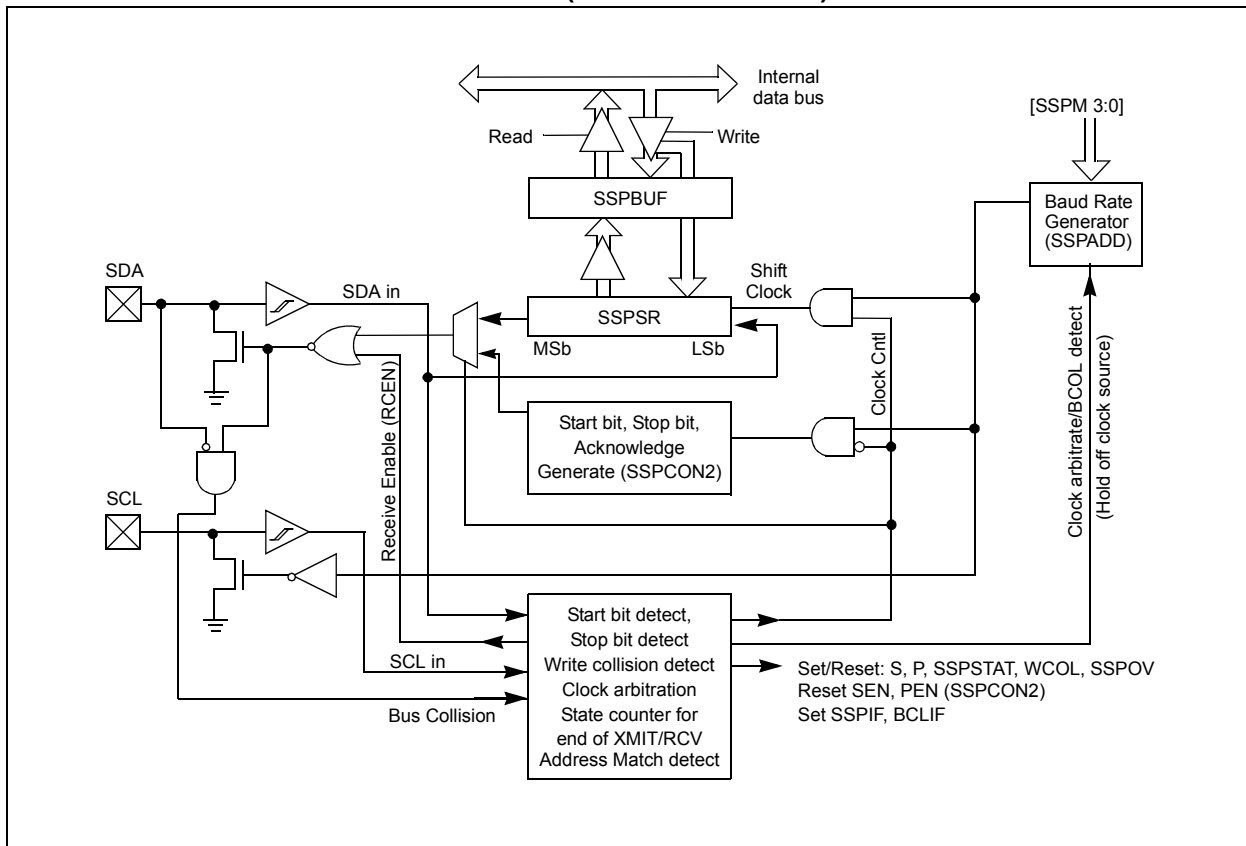 Internal
data bus
[SSPM 3:0]
Read
Write
SSPBUF
Baud Rate
Generator
(SSPADD)
SDA
SDA in
Shift
Clock
SSPSR
MSb
LSb
Clock Cntl
Receive Enable (RCEN)
Start bit, Stop bit,
Acknowledge
Generate (SSPCON2)
Clock arbitrate/BCOL detect
(Hold off clock source)
SCL
SCL in
Bus Collision
Start bit detect,
Stop bit detect
Write collision detect
Clock arbitration
State counter for
end of XMIT/RCV
Address Match detect
Set/Reset: S, P, SSPSTAT, WCOL, SSPOV
Reset SEN, PEN (SSPCON2)
Set SSPIF, BCLIF